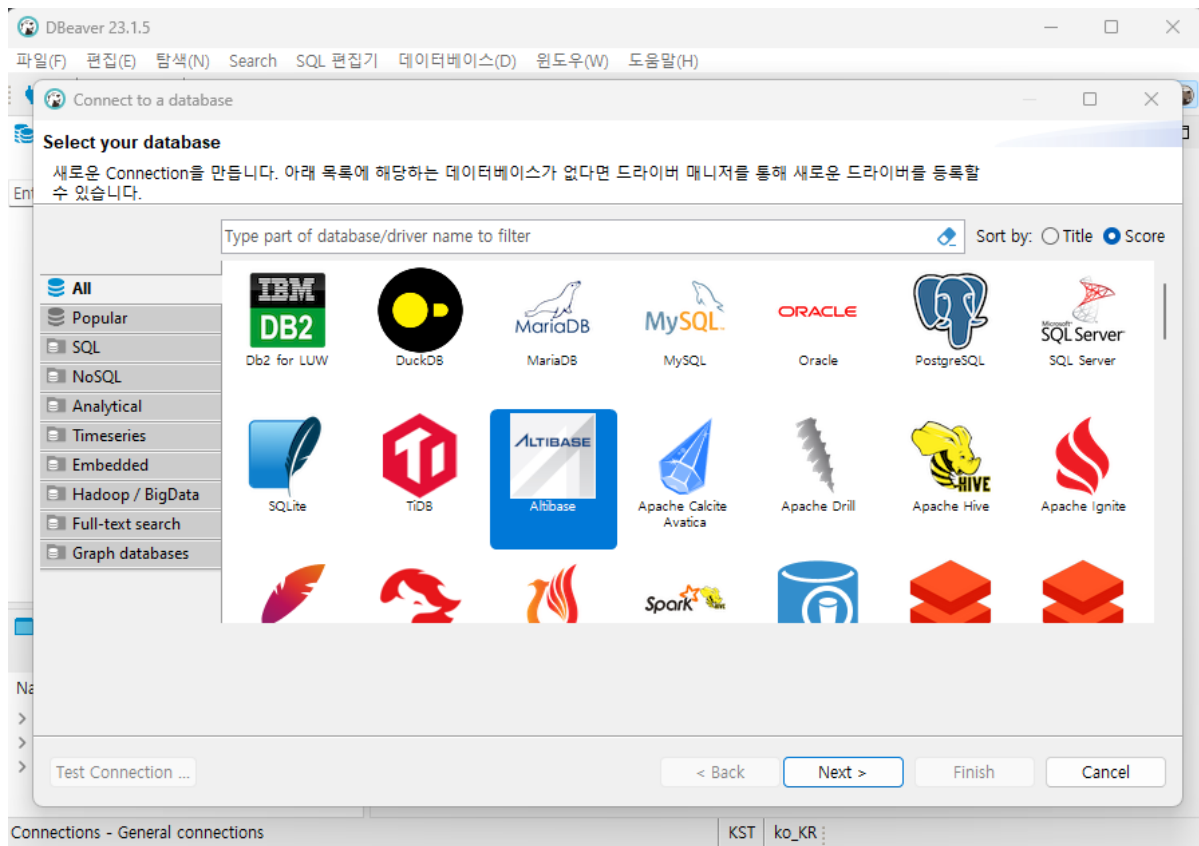 DBeaver 23.1.5
파일(F) 편집(E) 탐색(N) Search SQL 편집기 데이터베이스(D) 윈도우(W) 도움말(H)
Connect to a database
Select your database
새로운 Connection을 만듭니다. 아래 목록에 해당하는 데이터베이스가 없다면 드라이버 매니저를 통해 새로운 드라이버를 등록할
수 있습니다.
Ent
Type part of database/driver name to filter
Sort by: Title Score
All
Popular
SQL
NoSQL
Analytical
Timeseries
Embedded
Hadoop / BigData
Full-text search
Graph databases
IBM DB2 MariaDB MySQL ORACLE Microsoft SQL Server
Db2 for LUW DuckDB MariaDB MySQL Oracle PostgreSQL SQL Server
ALTIBASE HIVE
SQLite TiDB Altibase Apache Calcite Avatica Apache Drill Apache Hive Apache Ignite
Spark HIVE
Na
Test Connection ... < Back Next > Finish Cancel
Connections - General connections KST ko_KR